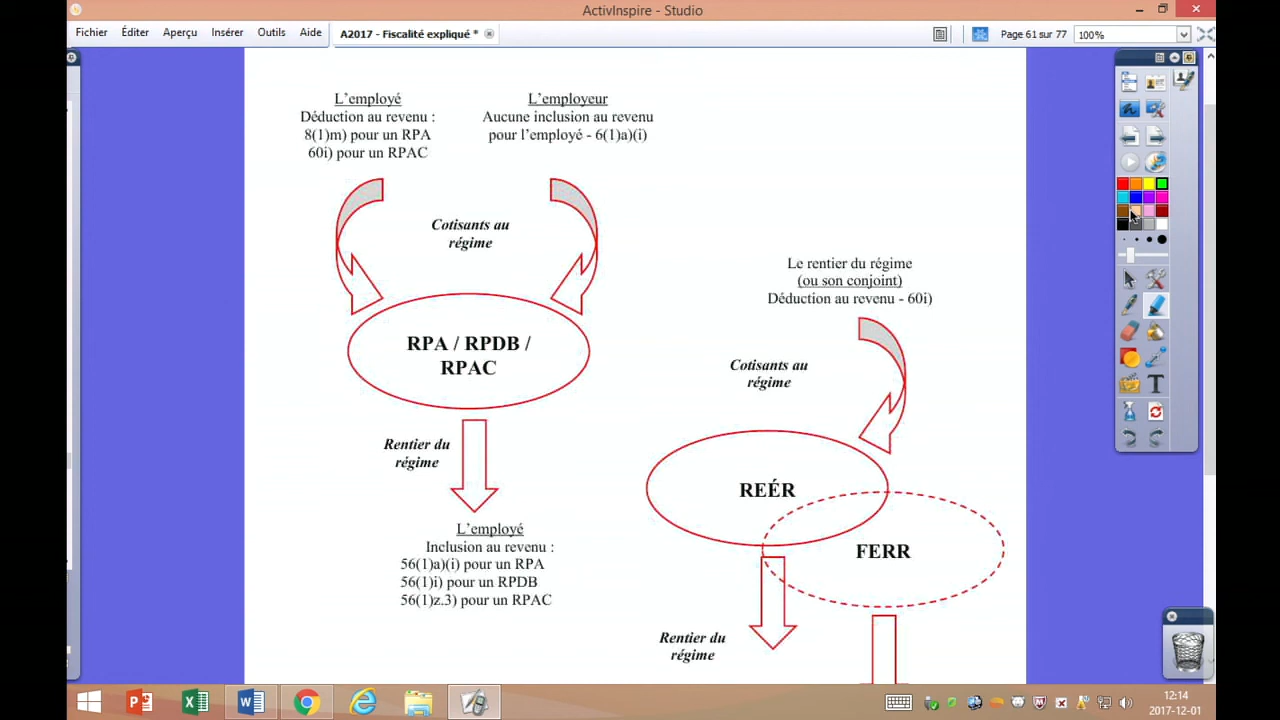 ActivInspire - Studio
Fichier Éditer Aperçu Insérer Outils Aide
A2017 - Fiscalité expliqué *
Page 61 sur 77
100%
L'employé
Déduction au revenu :
8(1)m) pour un RPA
60i) pour un RPAC
L'employeur
Aucune inclusion au revenu
pour l'employé - 6(1)a)(i)
Cotisants au
régime
RPA / RPDB /
RPAC
Rentier du
régime
L'employé
Inclusion au revenu :
56(1)a)(i) pour un RPA
56(1)i) pour un RPDB
56(1)z.3) pour un RPAC
Le rentier du régime
(ou son conjoint)
Déduction au revenu - 60i)
Cotisants au
régime
REÉR
FERR
Rentier du
régime
12:14
2017-12-01